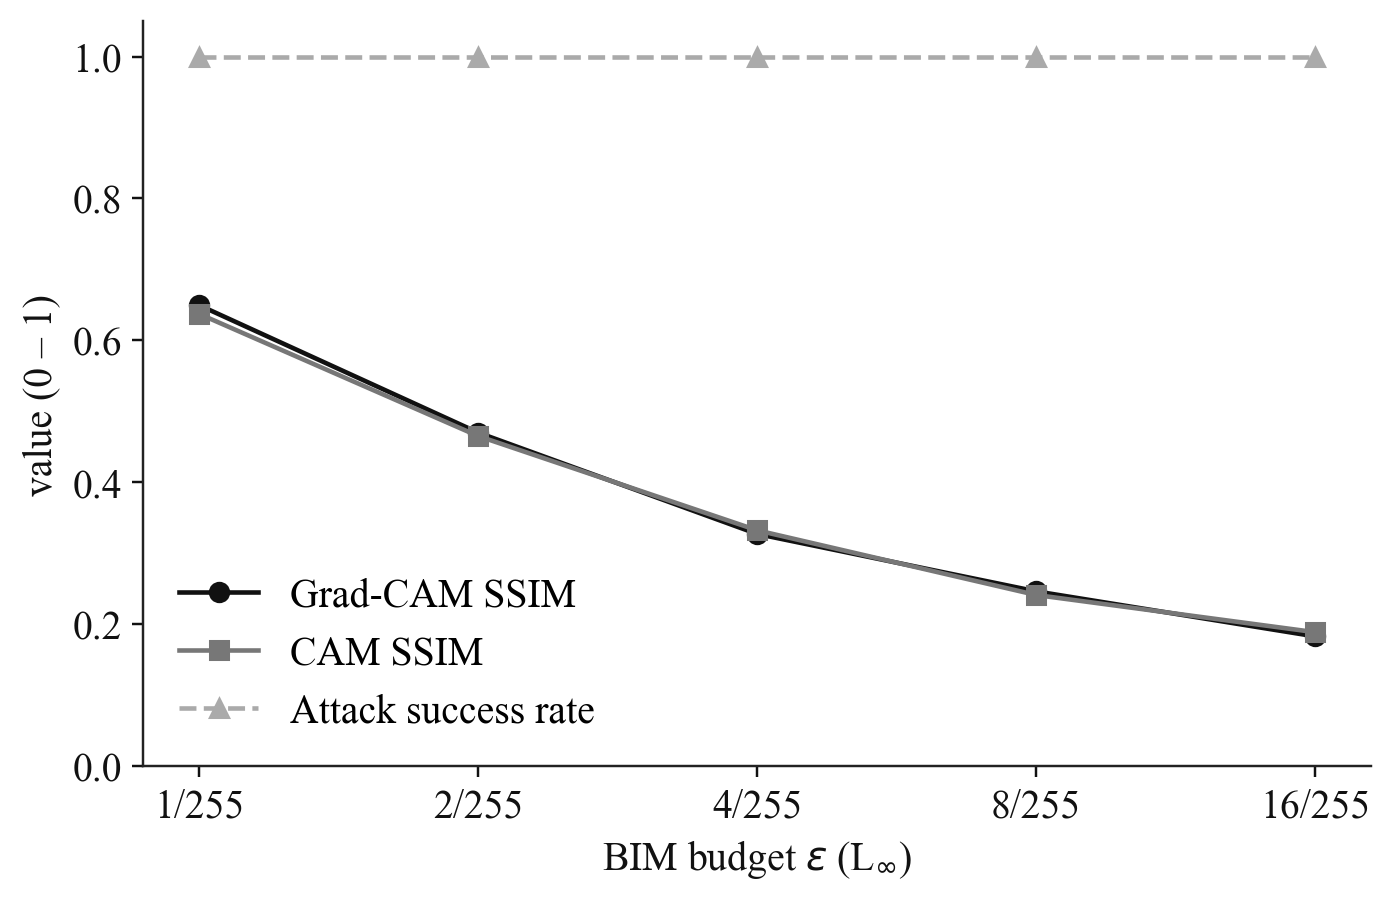 1.0
0.8
0.6
0.4
0.2
0.0
value (0 – 1)
Grad-CAM SSIM
CAM SSIM
Attack success rate
1/255 2/255 4/255 8/255 16/255
BIM budget ε (L∞)